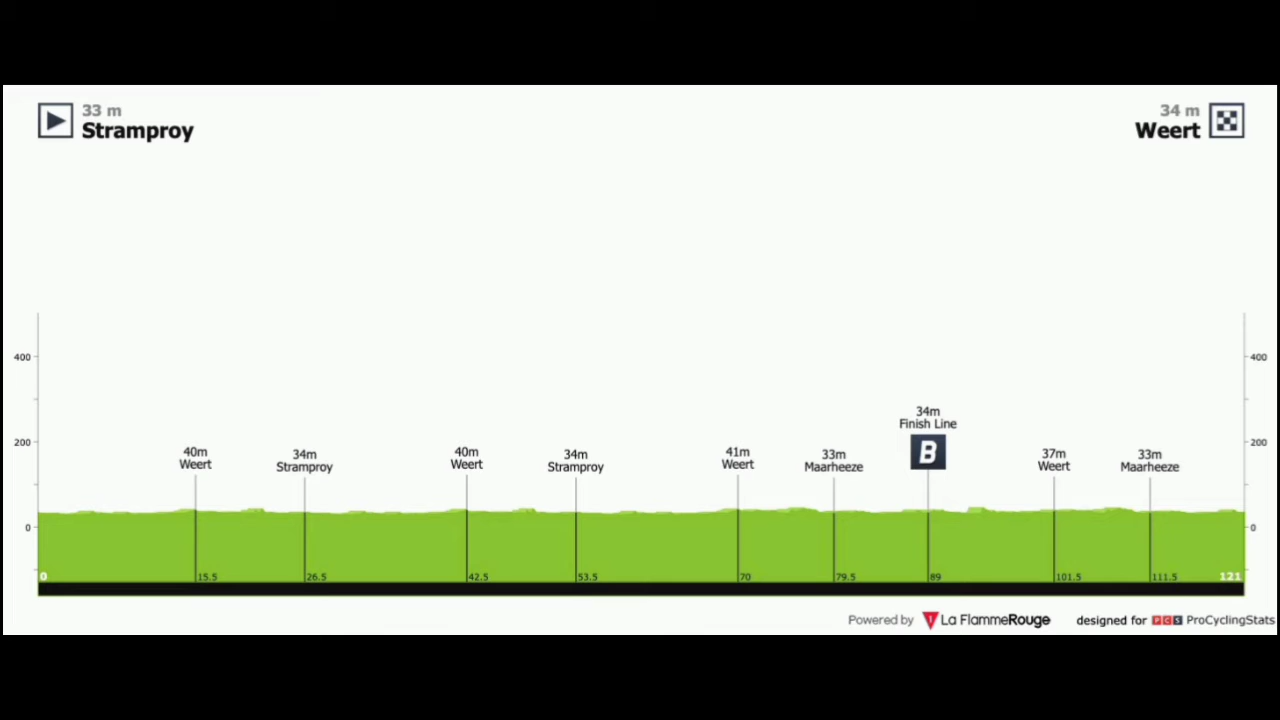 33 m
Stramproy
34 m
Weert
400
400
34m
Finish Line
B
200
200
40m
Weert
34m
Stramproy
40m
Weert
34m
Stramproy
41m
Weert
33m
Maarheeze
37m
Weert
33m
Maarheeze
0
0
0 15.5 26.5 42.5 53.5 70 79.5 89 101.5 111.5 121
Powered by La FlammeRouge designed for PCS ProCyclingStats